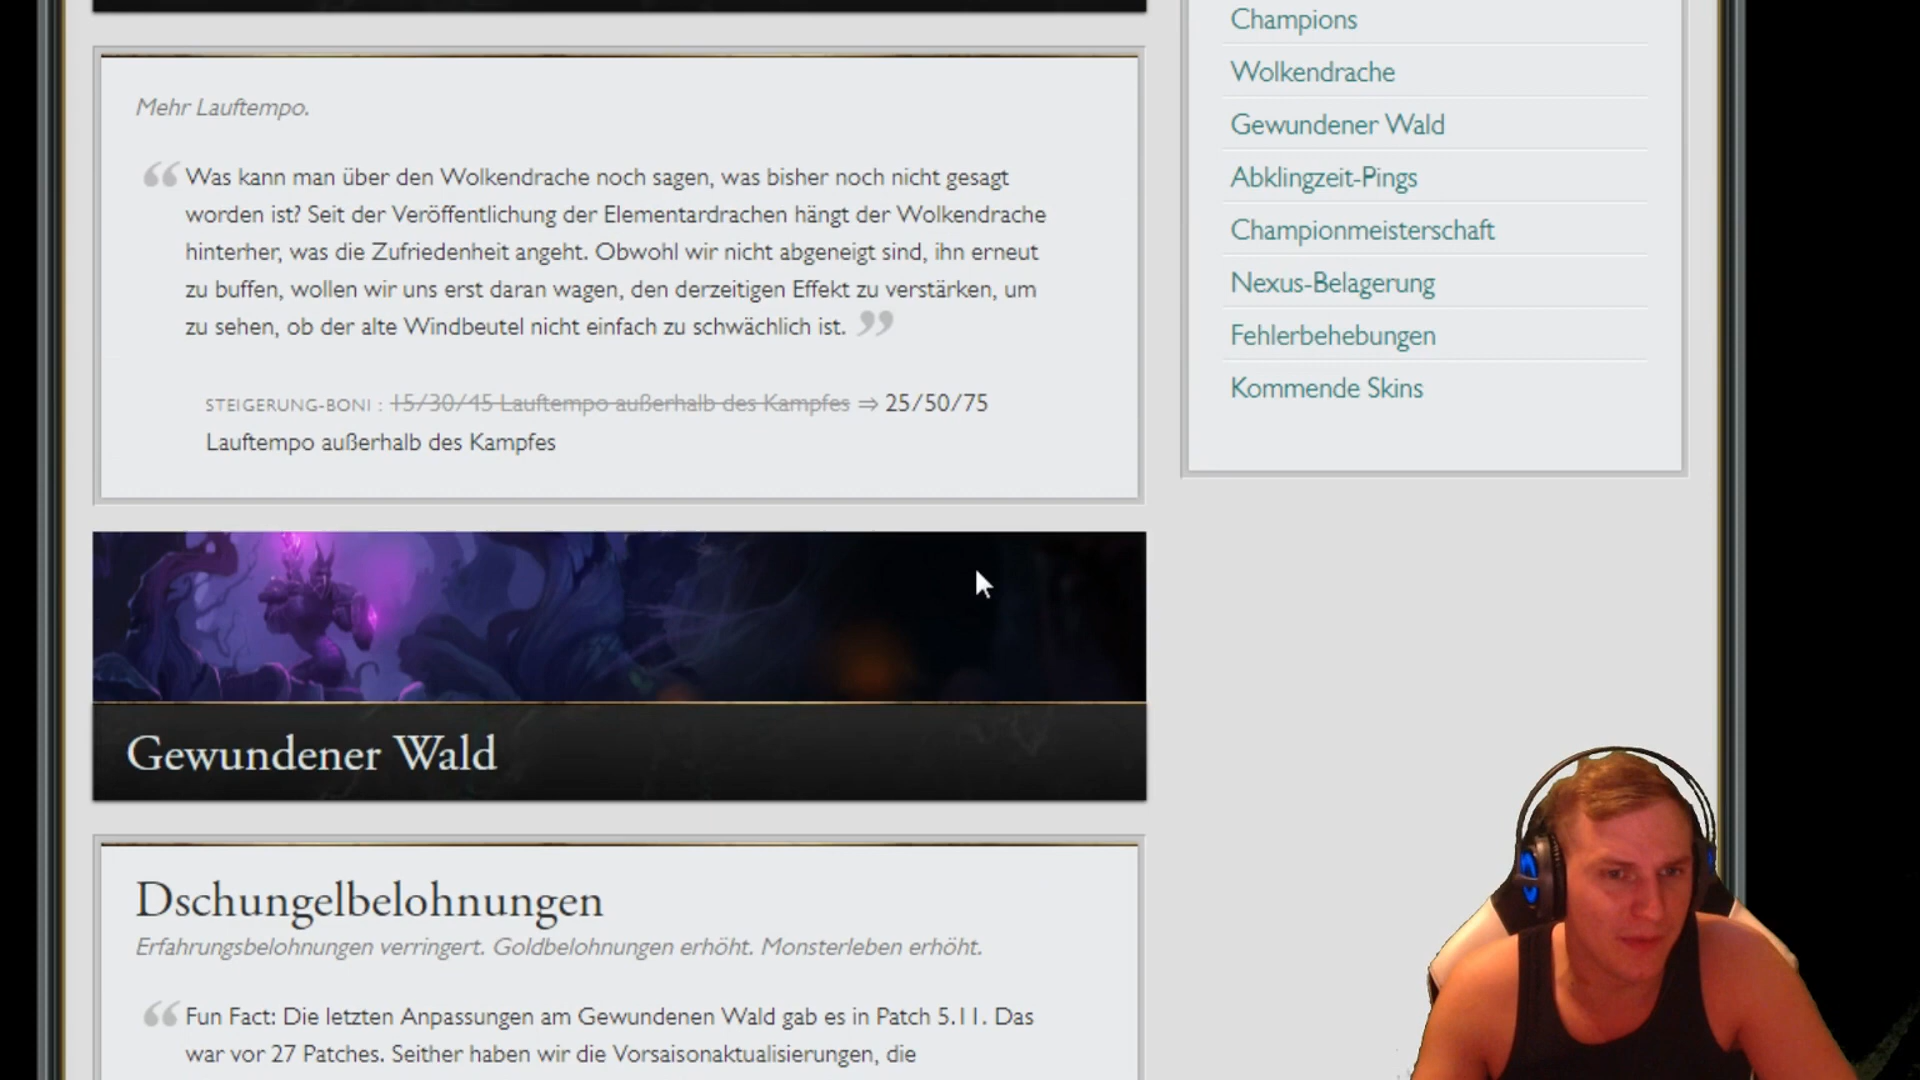 Mehr Lauftempo.
“ Was kann man über den Wolkendrache noch sagen, was bisher noch nicht gesagt
worden ist? Seit der Veröffentlichung der Elementardrachen hängt der Wolkendrache
hinterher, was die Zufriedenheit angeht. Obwohl wir nicht abgeneigt sind, ihn erneut
zu buffen, wollen wir uns erst daran wagen, den derzeitigen Effekt zu verstärken, um
zu sehen, ob der alte Windbeutel nicht einfach zu schwächlich ist. ”
STEIGERUNG-BONI : 15/30/45 Lauftempo außerhalb des Kampfes ⇒ 25/50/75
Lauftempo außerhalb des Kampfes
Gewundener Wald
Dschungelbelohnungen
Erfahrungsbelohnungen verringert. Goldbelohnungen erhöht. Monsterleben erhöht.
“ Fun Fact: Die letzten Anpassungen am Gewundenen Wald gab es in Patch 5.11. Das
war vor 27 Patches. Seither haben wir die Vorsaisonaktualisierungen, die
Champions
Wolkendrache
Gewundener Wald
Abklingzeit-Pings
Championmeisterschaft
Nexus-Belagerung
Fehlerbehebungen
Kommende Skins